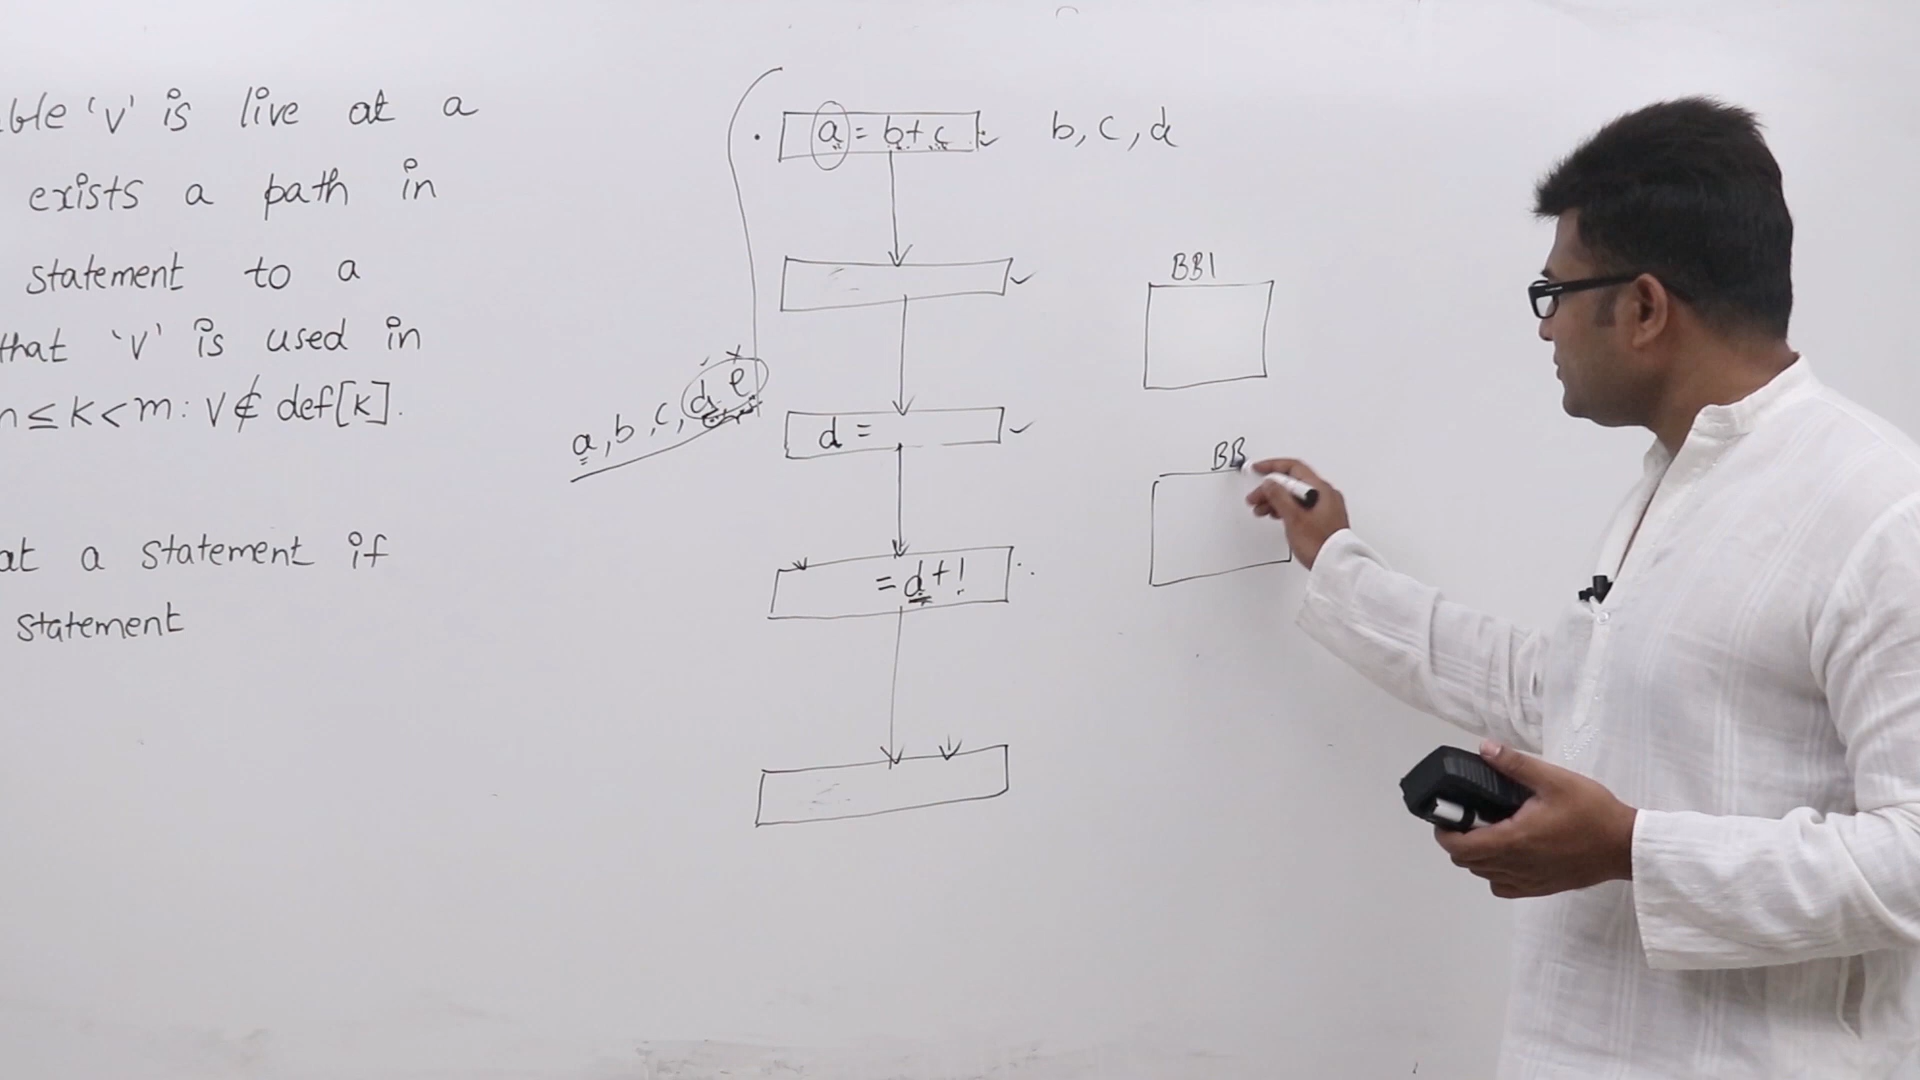 ble 'v' is live at a
exists a path in
statement to a
that 'v' is used in
n ≤ k < m : v ∉ def[k].
at a statement if
statement
a = b + c
b, c, d
a, b, c, d e
d =
= d + 1
BB1
BB